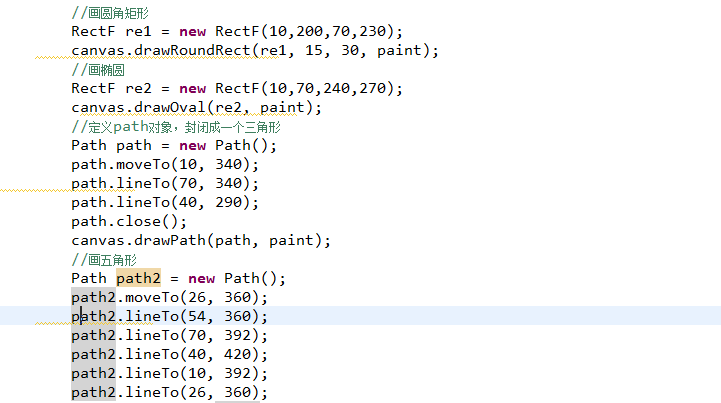 //画圆角矩形
RectF re1 = new RectF(10,200,70,230);
canvas.drawRoundRect(re1, 15, 30, paint);
//画椭圆
RectF re2 = new RectF(10,70,240,270);
canvas.drawOval(re2, paint);
//定义path对象，封闭成一个三角形
Path path = new Path();
path.moveTo(10, 340);
path.lineTo(70, 340);
path.lineTo(40, 290);
path.close();
canvas.drawPath(path, paint);
//画五角形
Path path2 = new Path();
path2.moveTo(26, 360);
path2.lineTo(54, 360);
path2.lineTo(70, 392);
path2.lineTo(40, 420);
path2.lineTo(10, 392);
path2.lineTo(26, 360);